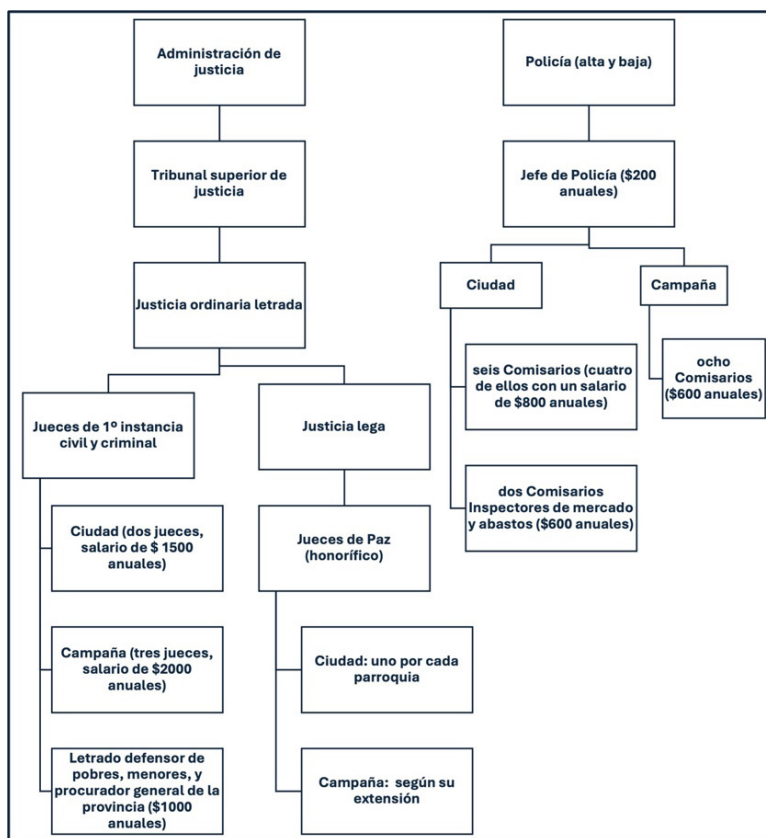 Administración de
justicia
Tribunal superior de
justicia
Justicia ordinaria letrada
Jueces de 1º instancia
civil y criminal
Ciudad (dos jueces,
salario de $ 1500
anuales)
Campaña (tres jueces,
salario de $2000
anuales)
Letrado defensor de
pobres, menores, y
procurador general de la
provincia ($1000
anuales)
Justicia lega
Jueces de Paz
(honorífico)
Ciudad: uno por cada
parroquia
Campaña: según su
extensión
Policía (alta y baja)
Jefe de Policía ($200
anuales)
Ciudad
seis Comisarios (cuatro
de ellos con un salario
de $800 anuales)
dos Comisarios
Inspectores de mercado
y abastos ($600 anuales)
Campaña
ocho
Comisarios
($600 anuales)